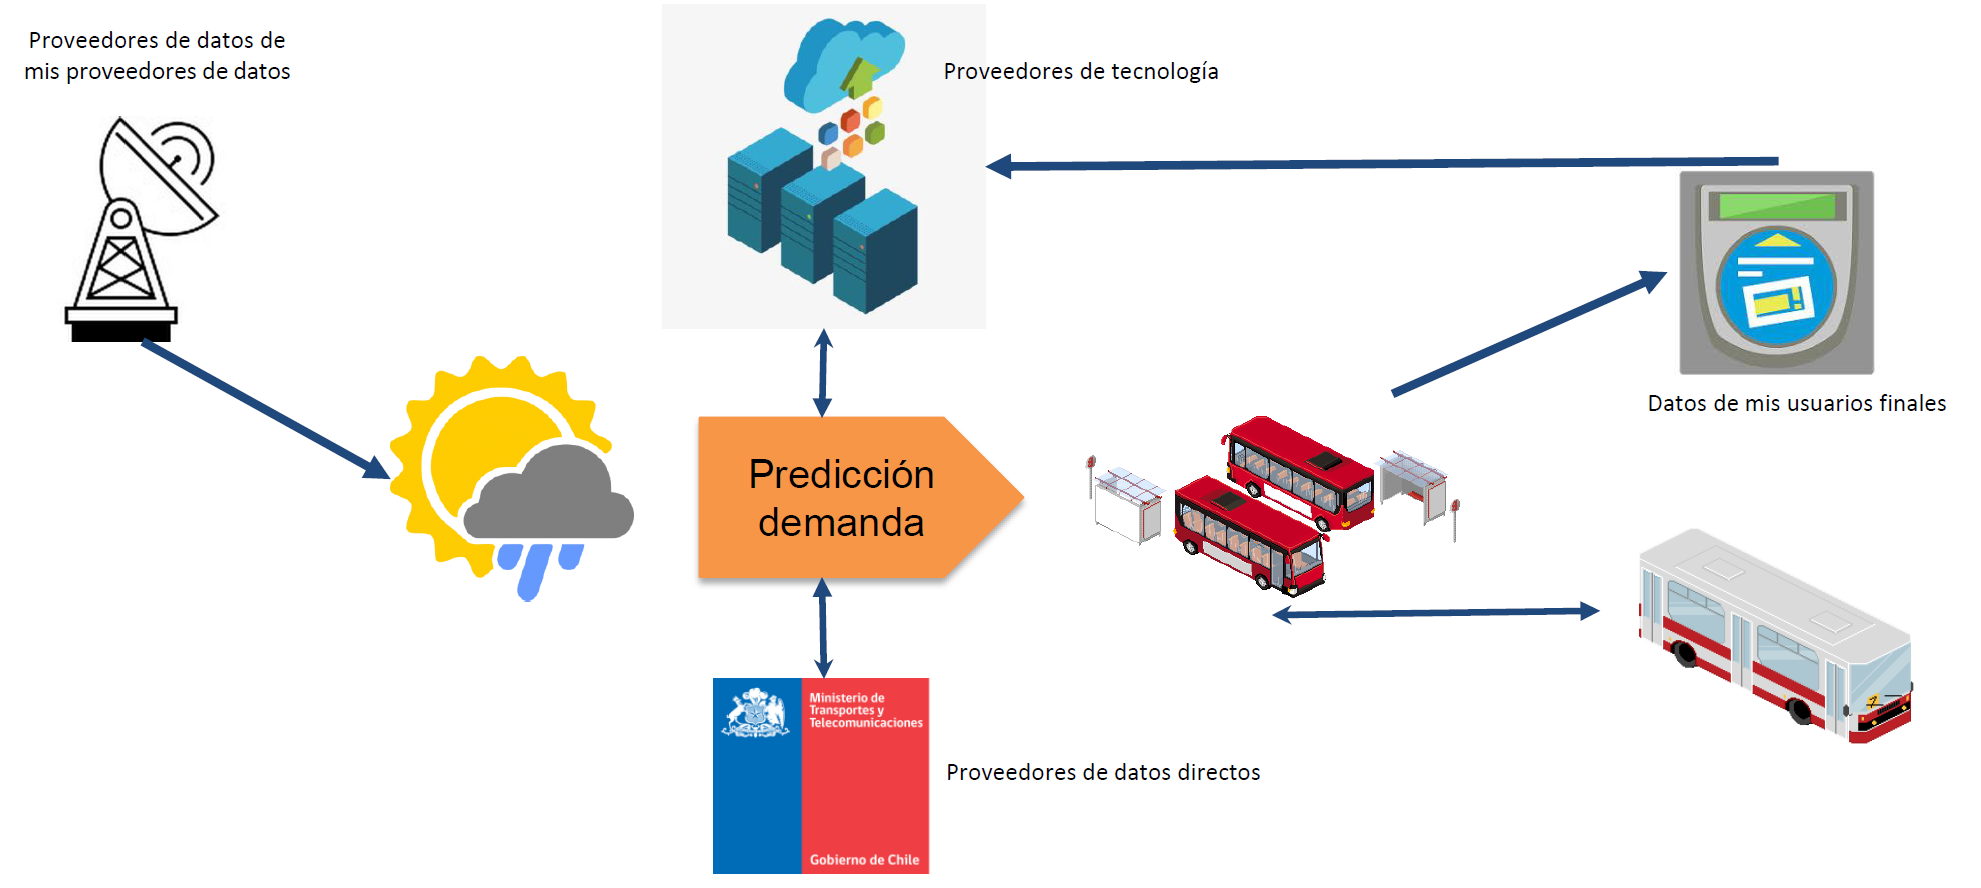 Proveedores de datos de
mis proveedores de datos
Proveedores de tecnología
Datos de mis usuarios finales
Predicción
demanda
Ministerio de
Transportes y
Telecomunicaciones
Proveedores de datos directos
Gobierno de Chile